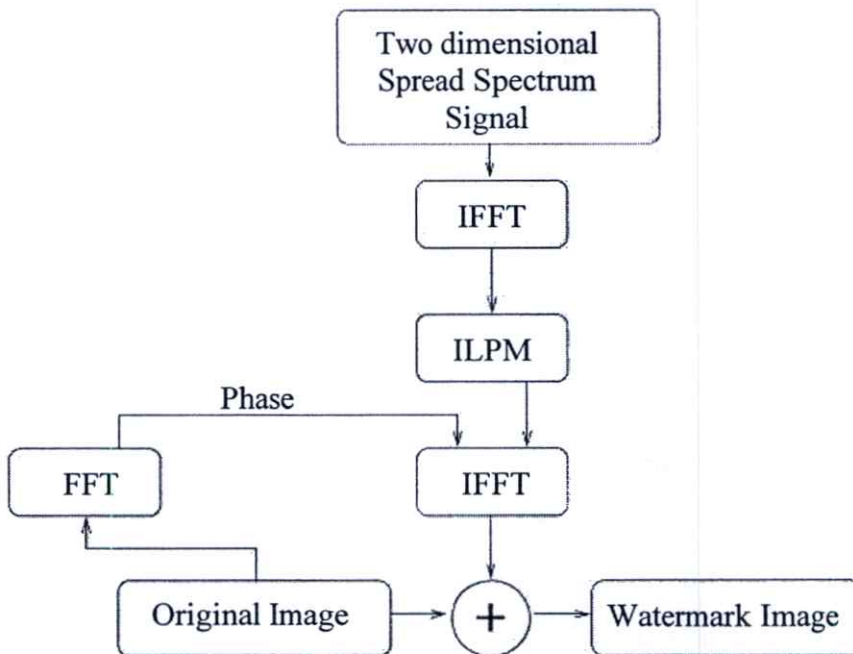 Two dimensional
Spread Spectrum
Signal
IFFT
ILPM
Phase
FFT
IFFT
Original Image
+
Watermark Image